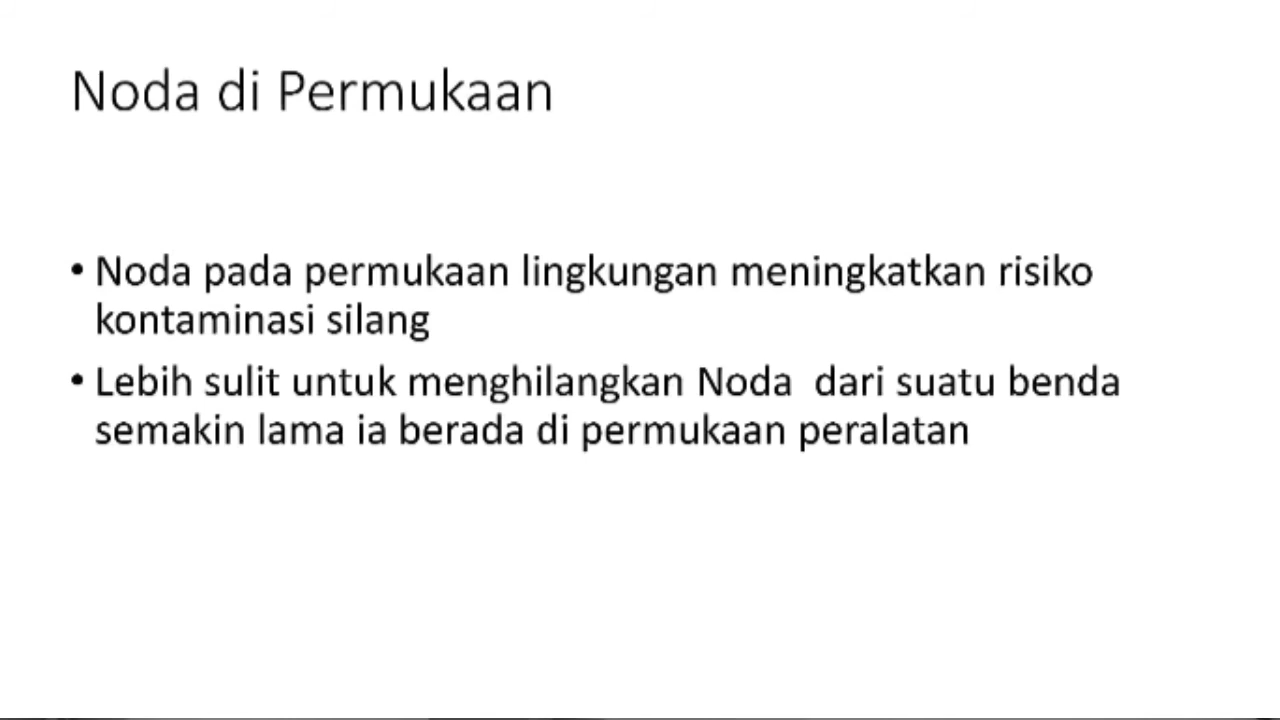 Noda di Permukaan
• Noda pada permukaan lingkungan meningkatkan risiko
kontaminasi silang
• Lebih sulit untuk menghilangkan Noda  dari suatu benda
semakin lama ia berada di permukaan peralatan